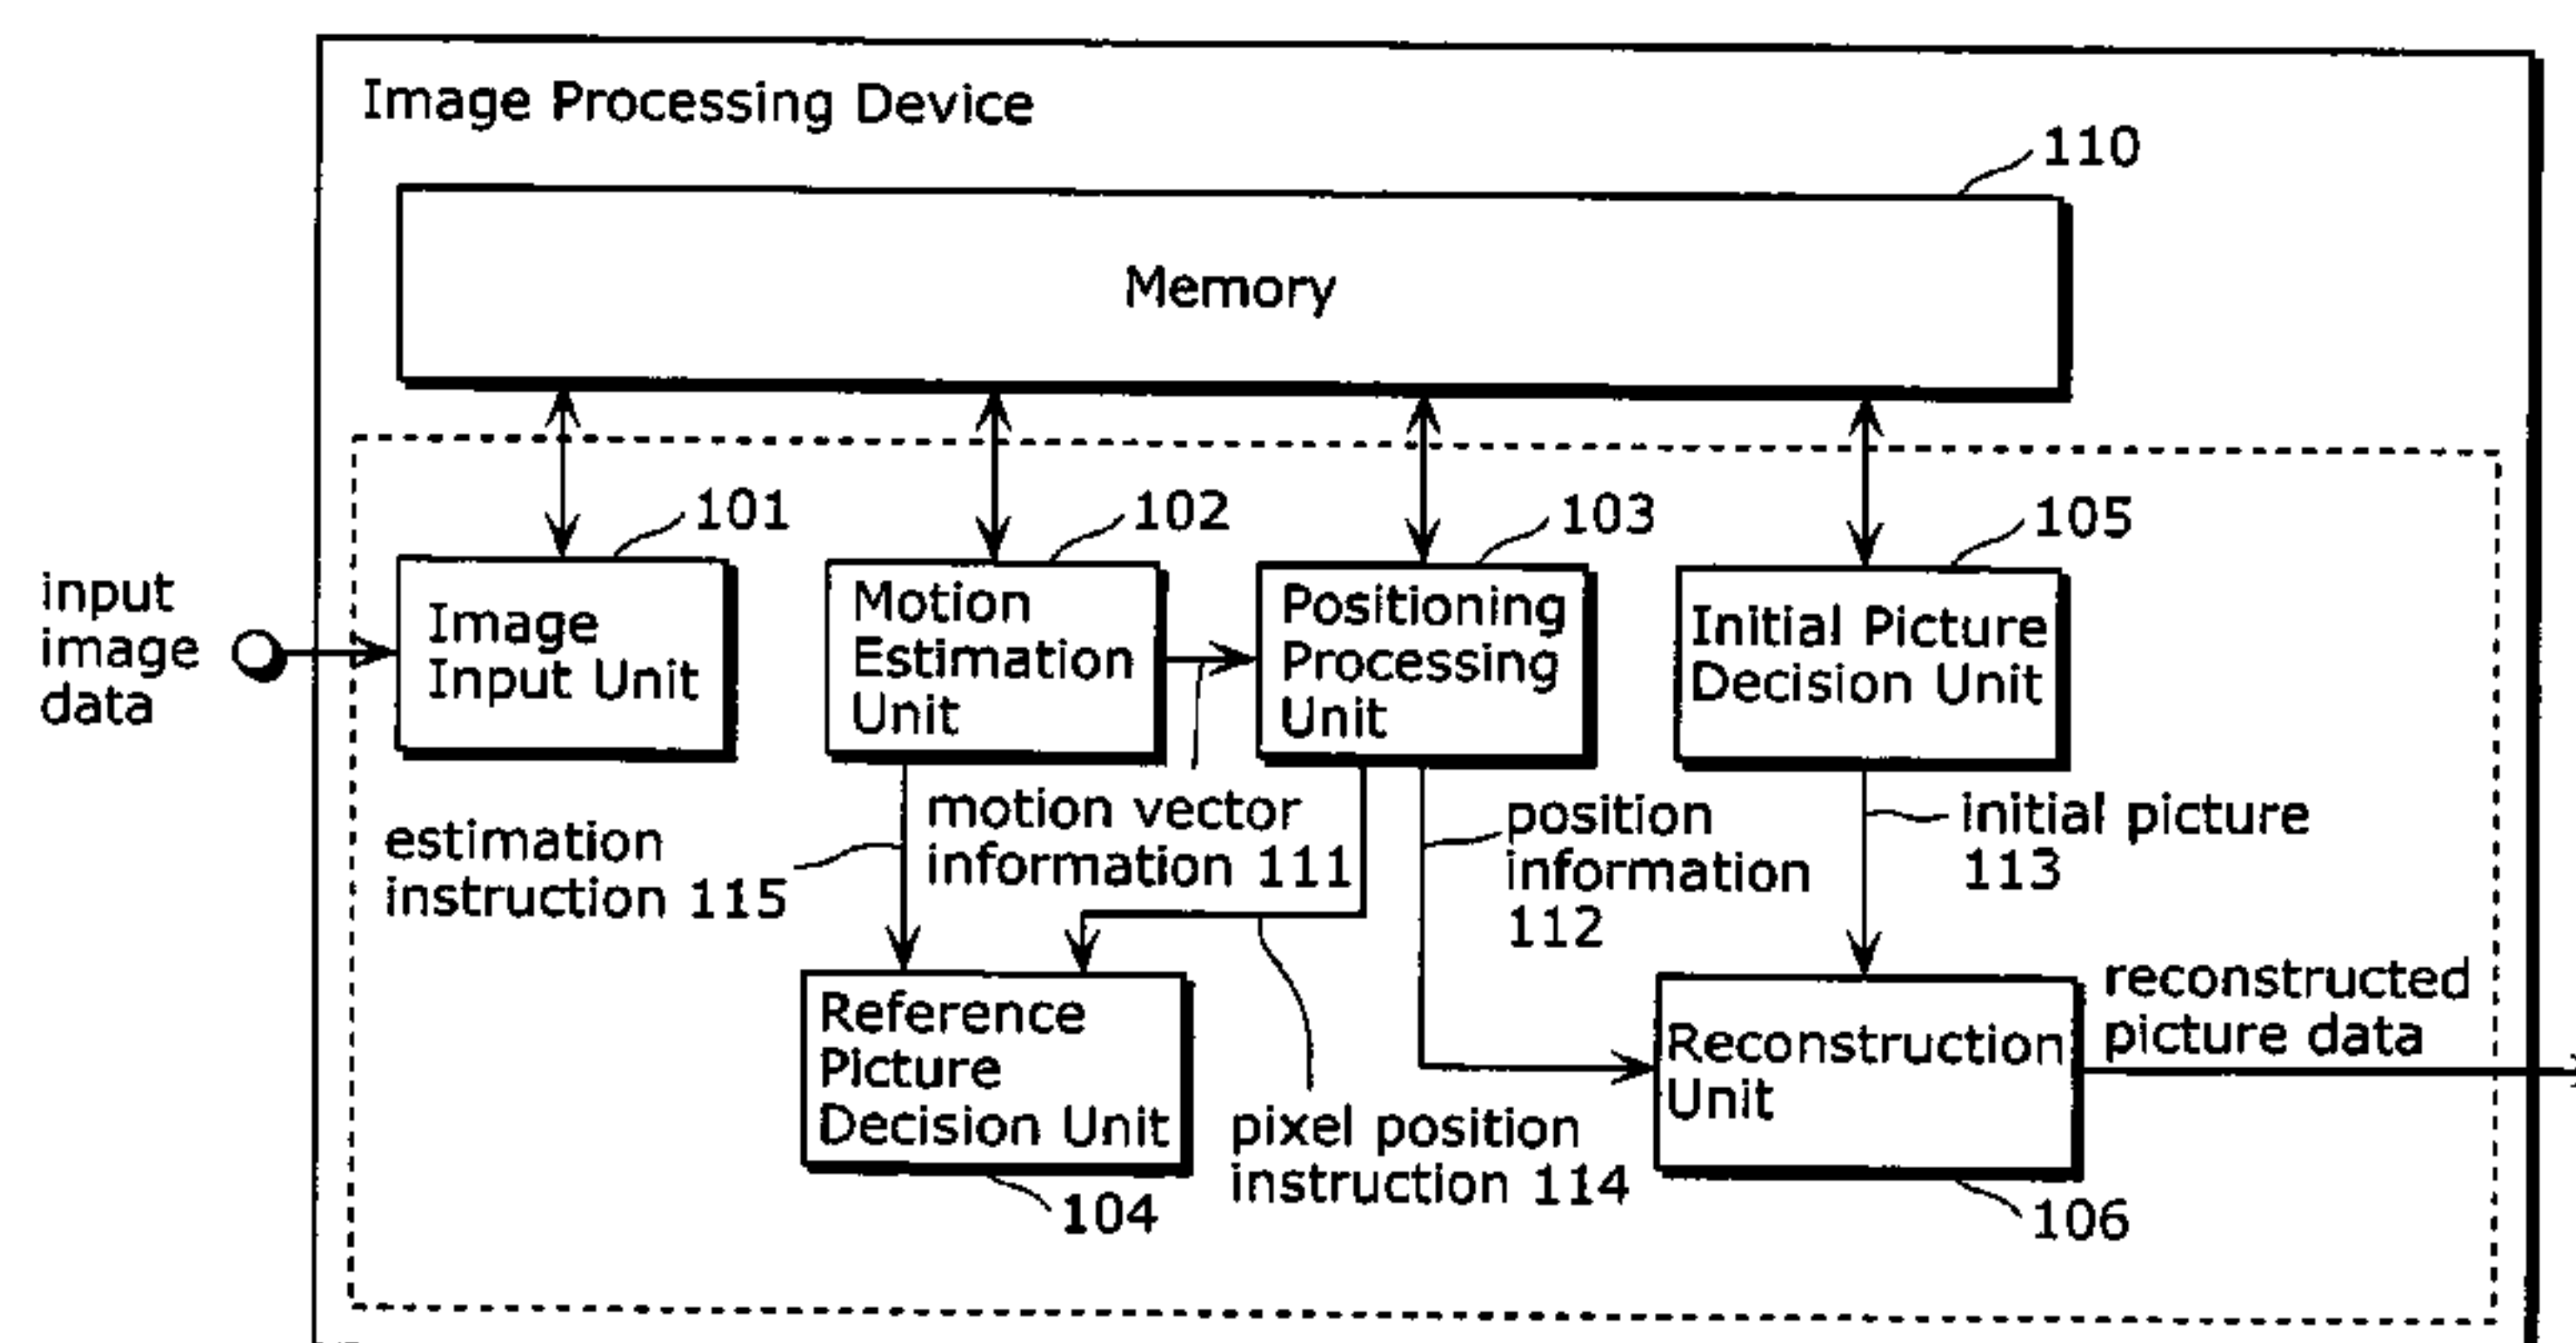 Image Processing Device
110
Memory
101
102
103
105
input
image
data
Image
Input Unit
Motion
Estimation
Unit
Positioning
Processing
Unit
Initial Picture
Decision Unit
estimation
instruction 115
motion vector
information 111
position
information
112
initial picture
113
Reference
Picture
Decision Unit
104
pixel position
instruction 114
Reconstruction
Unit
106
reconstructed
picture data